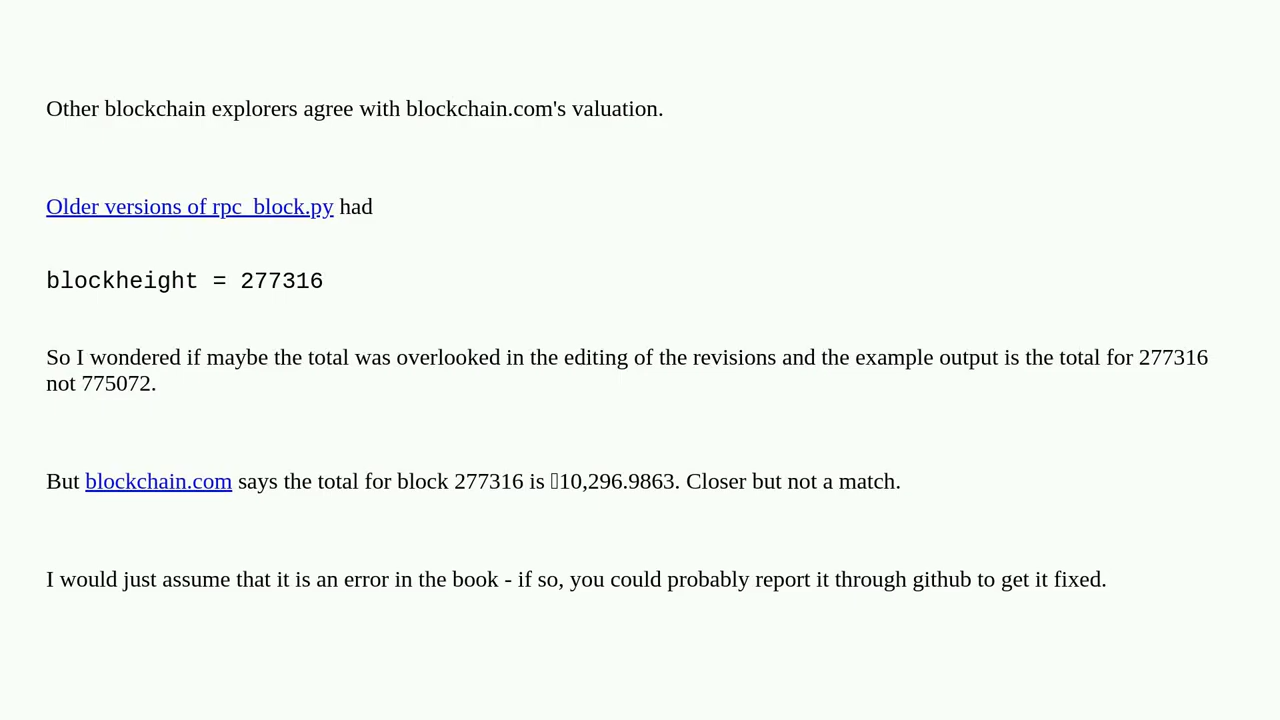 Other blockchain explorers agree with blockchain.com's valuation.
Older versions of rpc_block.py had
blockheight = 277316
So I wondered if maybe the total was overlooked in the editing of the revisions and the example output is the total for 277316
not 775072.
But blockchain.com says the total for block 277316 is 10,296.9863. Closer but not a match.
I would just assume that it is an error in the book - if so, you could probably report it through github to get it fixed.